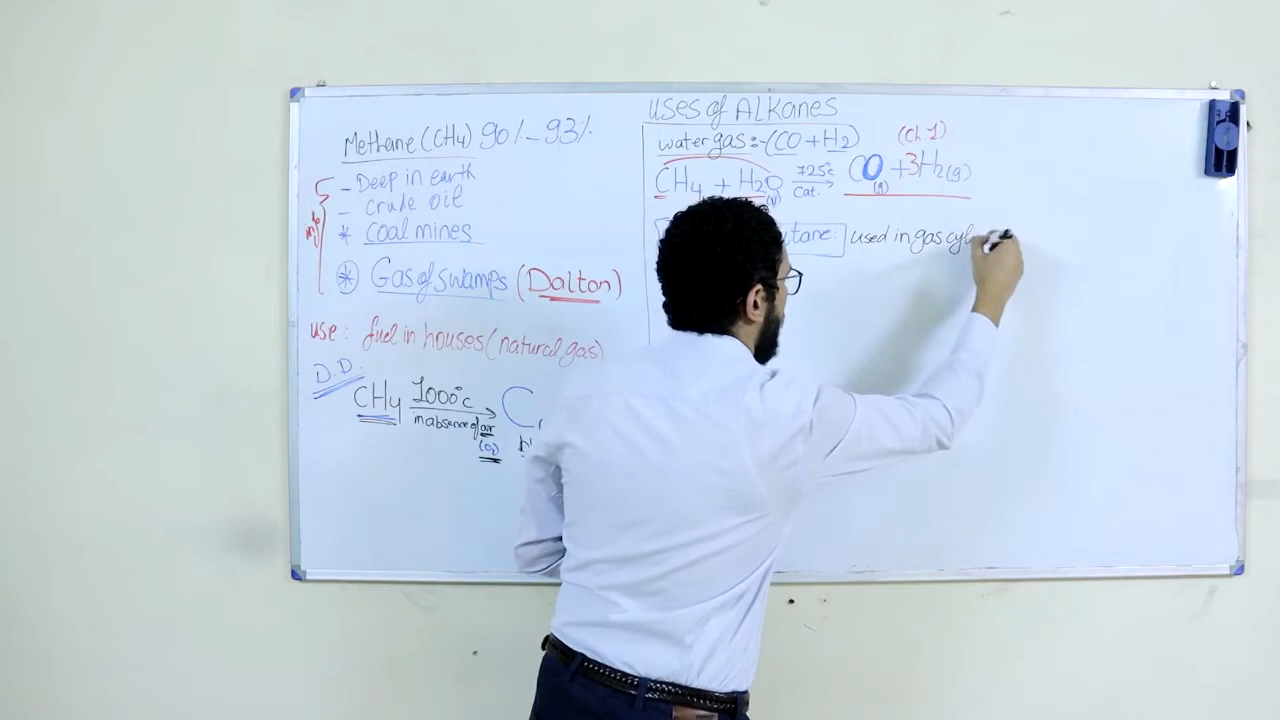 Methane (CH4) 90% - 93%
- Deep in earth
- crude oil
* coal mines
* Gas of swamps (Dalton)
use: fuel in houses (natural gas)
D.D.
CH4 1000°c C
in absence of air
(O2)
USES of ALKANES
water gas:- (CO + H2)
(Ch.1)
CH4 + H2O 725°c CO + 3H2(g)
(v) Cat. (g)
used in gas cyl